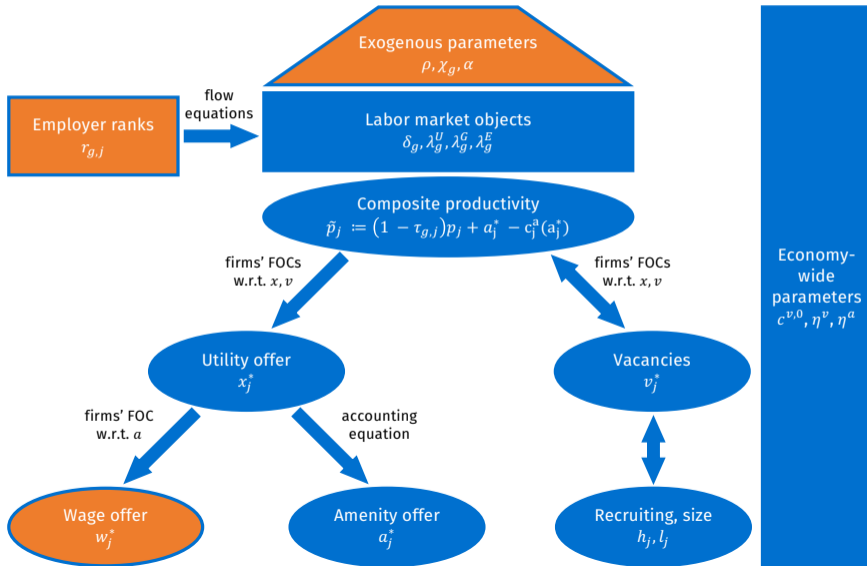 Exogenous parameters
ρ, χ_g, α
Employer ranks
r_{g,j}
flow
equations
Labor market objects
δ_g, λ_g^U, λ_g^G, λ_g^E
Composite productivity
p̃_j := (1 − τ_{g,j})p_j + a_j^* − c_j^a(a_j^*)
firms' FOCs
w.r.t. x, v
firms' FOCs
w.r.t. x, v
Economy-
wide
parameters
c^{v,0}, η^v, η^a
Utility offer
x_j^*
Vacancies
v_j^*
firms' FOC
w.r.t. a
accounting
equation
Wage offer
w_j^*
Amenity offer
a_j^*
Recruiting, size
h_j, l_j